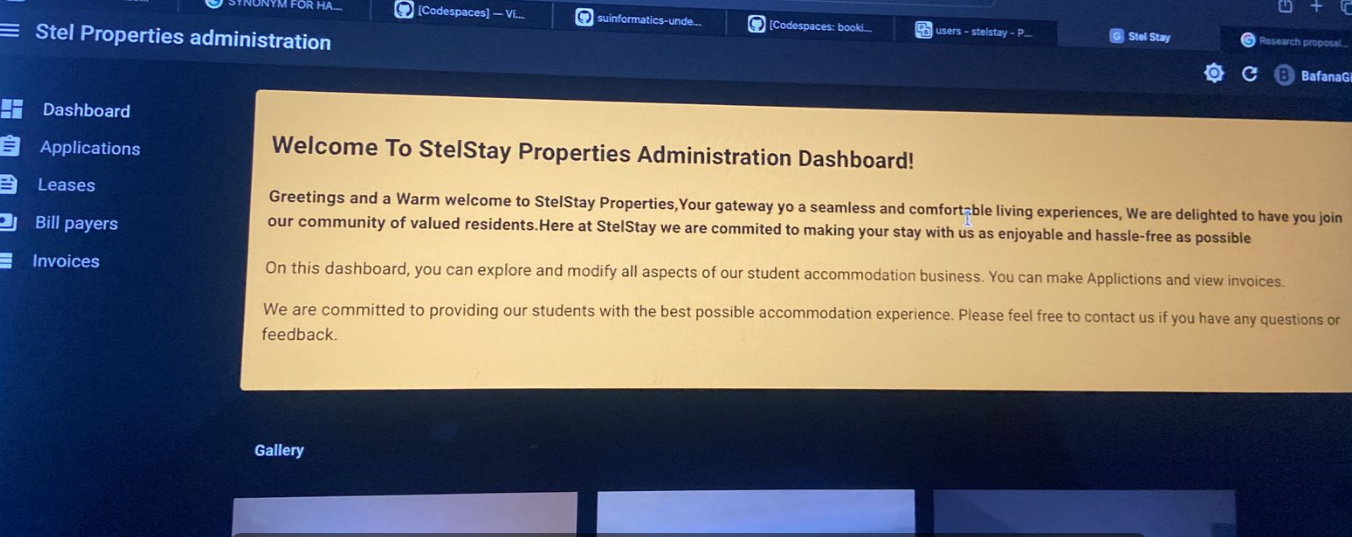 SYNONYM FOR HA...
[Codespaces] — Vi...
suinformatics-unde...
[Codespaces: booki...
users - stelstay - P...
G Stel Stay
Research proposal...
Stel Properties administration
B BafanaG
Dashboard
Applications
Leases
Bill payers
Invoices
Welcome To StelStay Properties Administration Dashboard!
Greetings and a Warm welcome to StelStay Properties,Your gateway yo a seamless and comfortable living experiences, We are delighted to have you join
our community of valued residents.Here at StelStay we are commited to making your stay with us as enjoyable and hassle-free as possible
On this dashboard, you can explore and modify all aspects of our student accommodation business. You can make Applictions and view invoices.
We are committed to providing our students with the best possible accommodation experience. Please feel free to contact us if you have any questions or
feedback.
Gallery